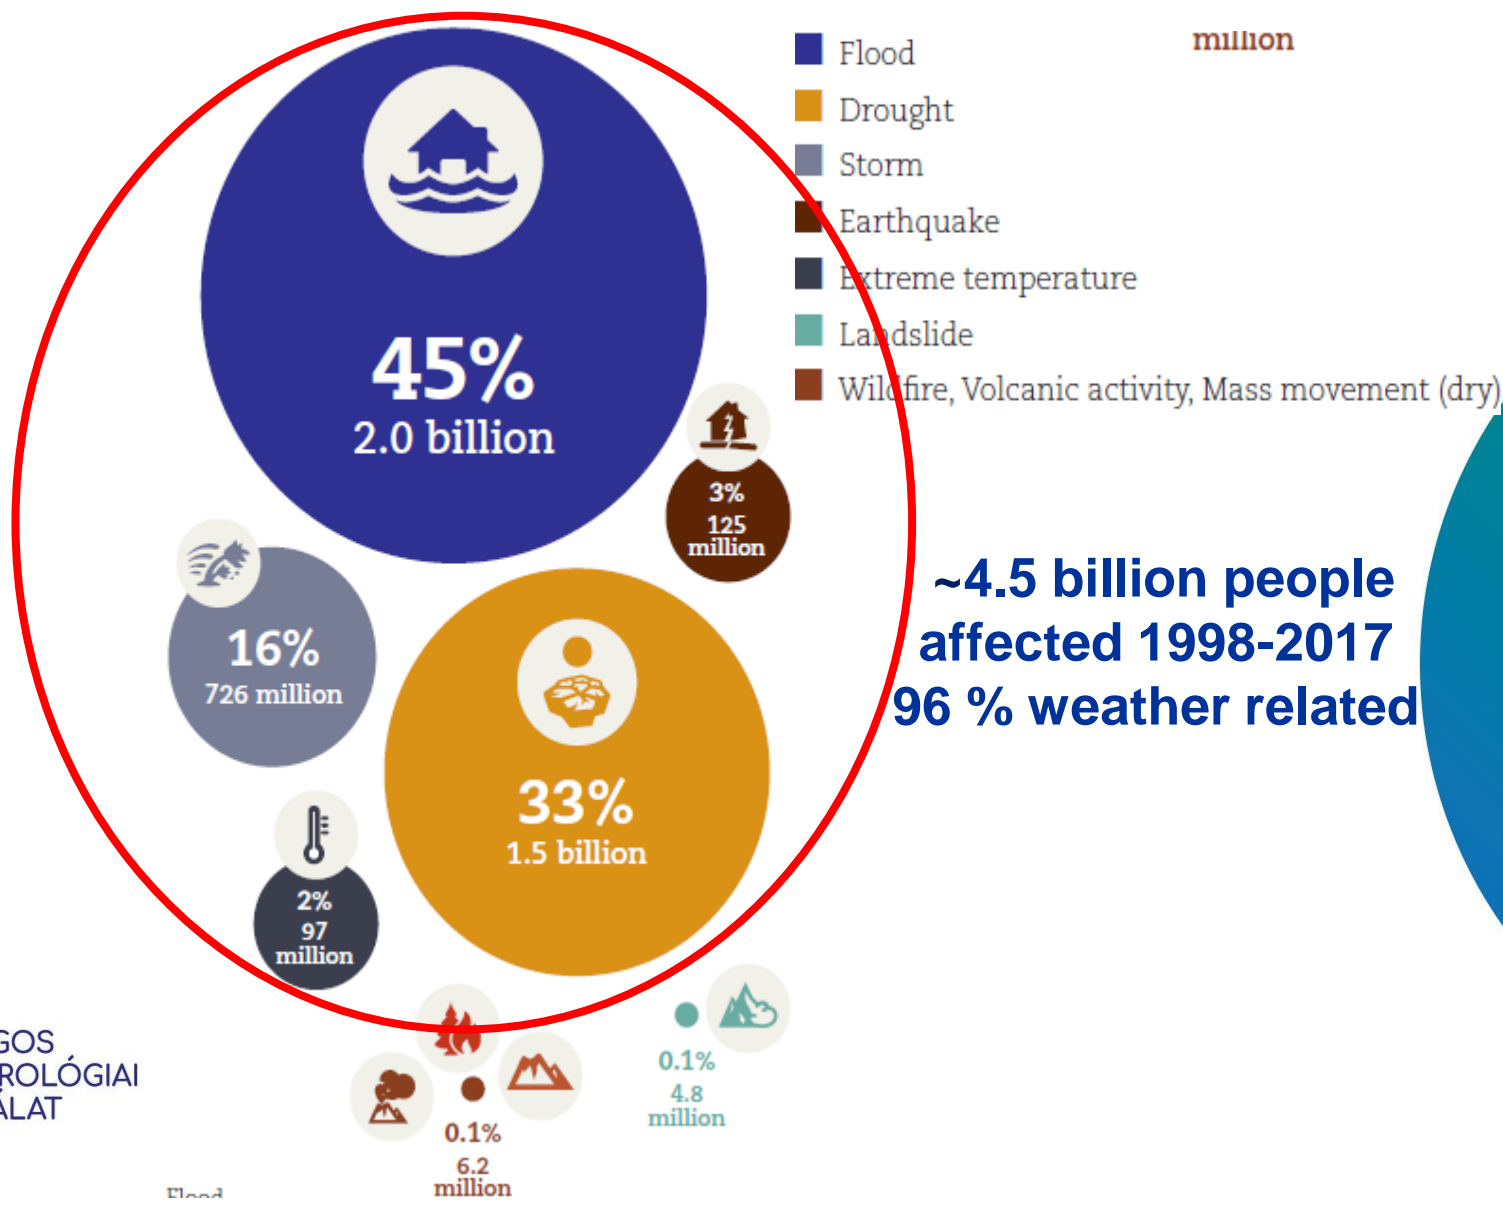 million
Flood
Drought
Storm
Earthquake
Extreme temperature
Landslide
Wildfire, Volcanic activity, Mass movement (dry)
45%
2.0 billion
3%
125
million
16%
726 million
33%
1.5 billion
2%
97
million
~4.5 billion people
affected 1998-2017
96 % weather related
0.1%
4.8
million
0.1%
6.2
million
GOS
ROLÓGIAI
ÁLAT
Flood